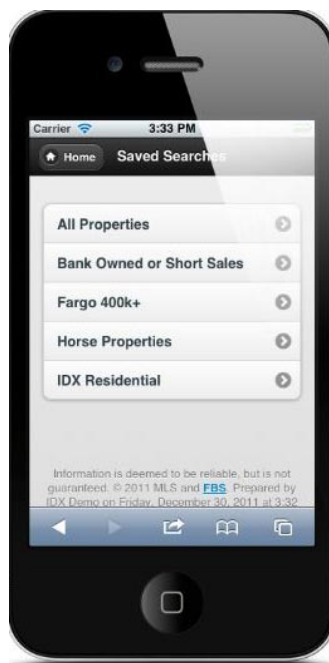 Carrier 3:33 PM
Home Saved Searches
All Properties
Bank Owned or Short Sales
Fargo 400k+
Horse Properties
IDX Residential
Information is deemed to be reliable, but is not
guaranteed. © 2011 MLS and FBS. Prepared by
IDX Demo on Friday, December 30, 2011 at 3:32